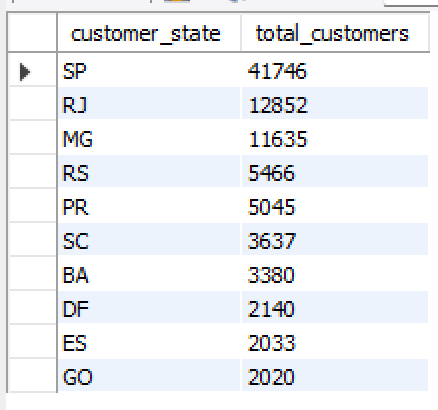 customer_state total_customers
SP 41746
RJ 12852
MG 11635
RS 5466
PR 5045
SC 3637
BA 3380
DF 2140
ES 2033
GO 2020